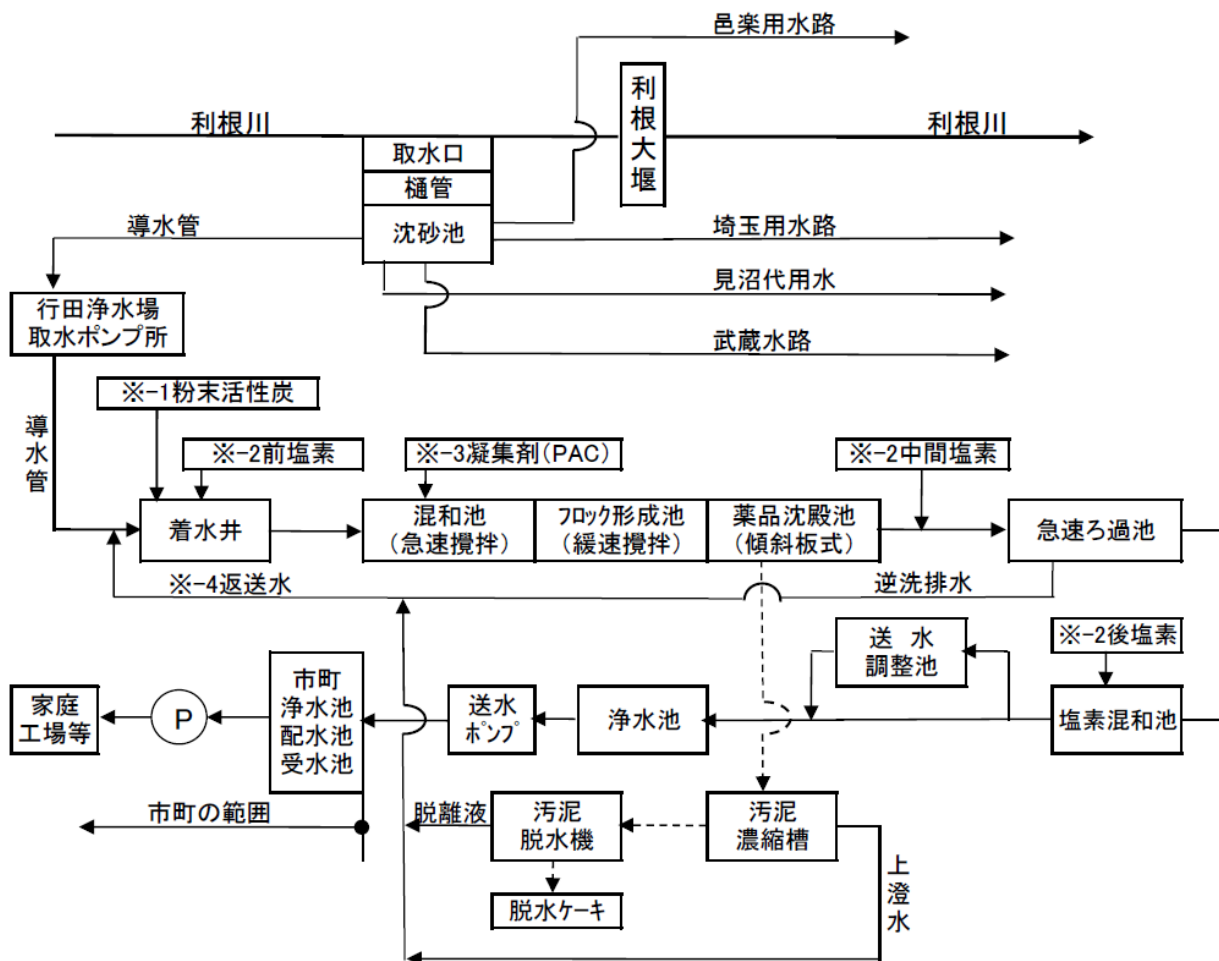 邑楽用水路
利根川
利根大堰
利根川
取水口
樋管
沈砂池
導水管
埼玉用水路
見沼代用水
武蔵水路
行田浄水場
取水ポンプ所
導水管
※-1粉末活性炭
※-2前塩素
※-3凝集剤(PAC)
※-2中間塩素
着水井
混和池
(急速攪拌)
フロック形成池
(緩速攪拌)
薬品沈殿池
(傾斜板式)
急速ろ過池
※-4返送水
逆洗排水
送 水
調整池
※-2後塩素
家庭
工場等
P
市町
浄水池
配水池
受水池
送水
ポンプ
浄水池
塩素混和池
市町の範囲
脱離液
汚泥
脱水機
汚泥
濃縮槽
上澄水
脱水ケーキ